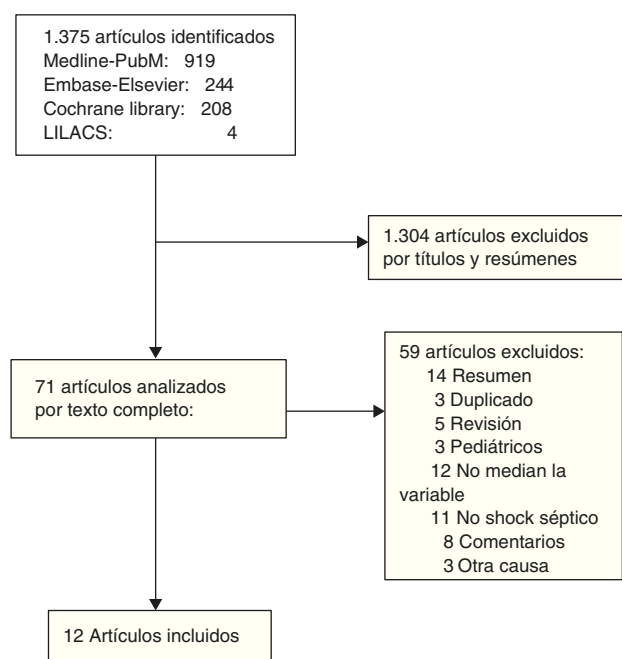 1.375 artículos identificados
Medline-PubM: 919
Embase-Elsevier: 244
Cochrane library: 208
LILACS: 4
1.304 artículos excluidos
por títulos y resúmenes
71 artículos analizados
por texto completo:
59 artículos excluidos:
14 Resumen
3 Duplicado
5 Revisión
3 Pediátricos
12 No median la
variable
11 No shock séptico
8 Comentarios
3 Otra causa
12 Artículos incluidos